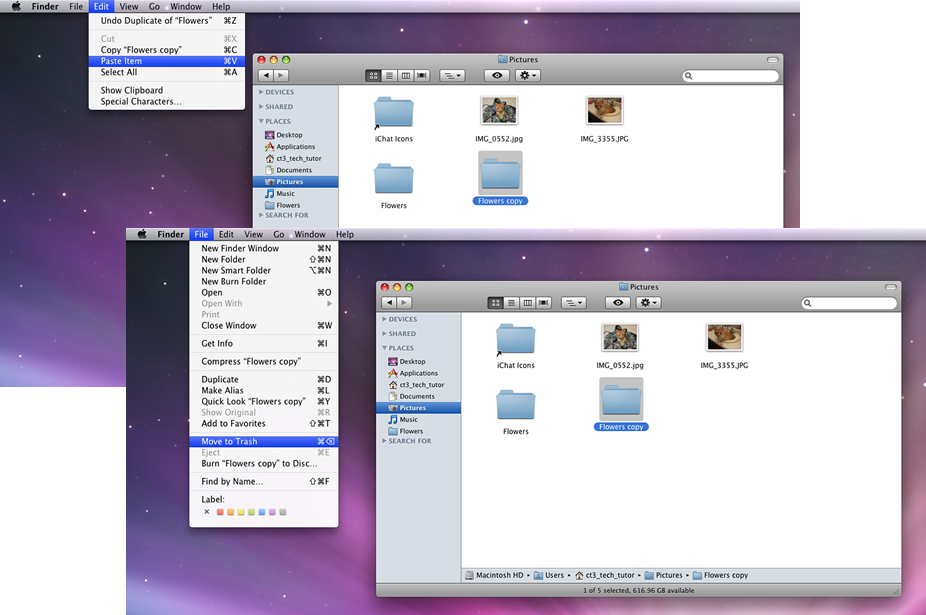 Finder File Edit View Go Window Help
Undo Duplicate of “Flowers” ⌘Z
Cut ⌘X
Copy “Flowers copy” ⌘C
Paste Item ⌘V
Select All ⌘A
Show Clipboard
Special Characters...
Pictures
DEVICES
SHARED
PLACES
Desktop
Applications
ct3_tech_tutor
Documents
Pictures
Music
Flowers
SEARCH FOR
iChat Icons IMG_0552.jpg IMG_3355.JPG
Flowers Flowers copy
Finder File Edit View Go Window Help
New Finder Window ⌘N
New Folder ⇧⌘N
New Smart Folder ⌥⌘N
New Burn Folder
Open ⌘O
Open With
Print
Close Window ⌘W
Get Info ⌘I
Compress “Flowers copy”
Duplicate ⌘D
Make Alias ⌘L
Quick Look “Flowers copy” ⌘Y
Show Original ⌘R
Add to Favorites ⇧⌘T
Move to Trash ⌘⌫
Eject ⌘E
Burn “Flowers copy” to Disc...
Find by Name... ⇧⌘F
Label:
Pictures
DEVICES
SHARED
PLACES
Desktop
Applications
ct3_tech_tutor
Documents
Pictures
Music
Flowers
SEARCH FOR
iChat Icons IMG_0552.jpg IMG_3355.JPG
Flowers Flowers copy
Macintosh HD ▸ Users ▸ ct3_tech_tutor ▸ Pictures ▸ Flowers copy
1 of 5 selected, 616.96 GB available